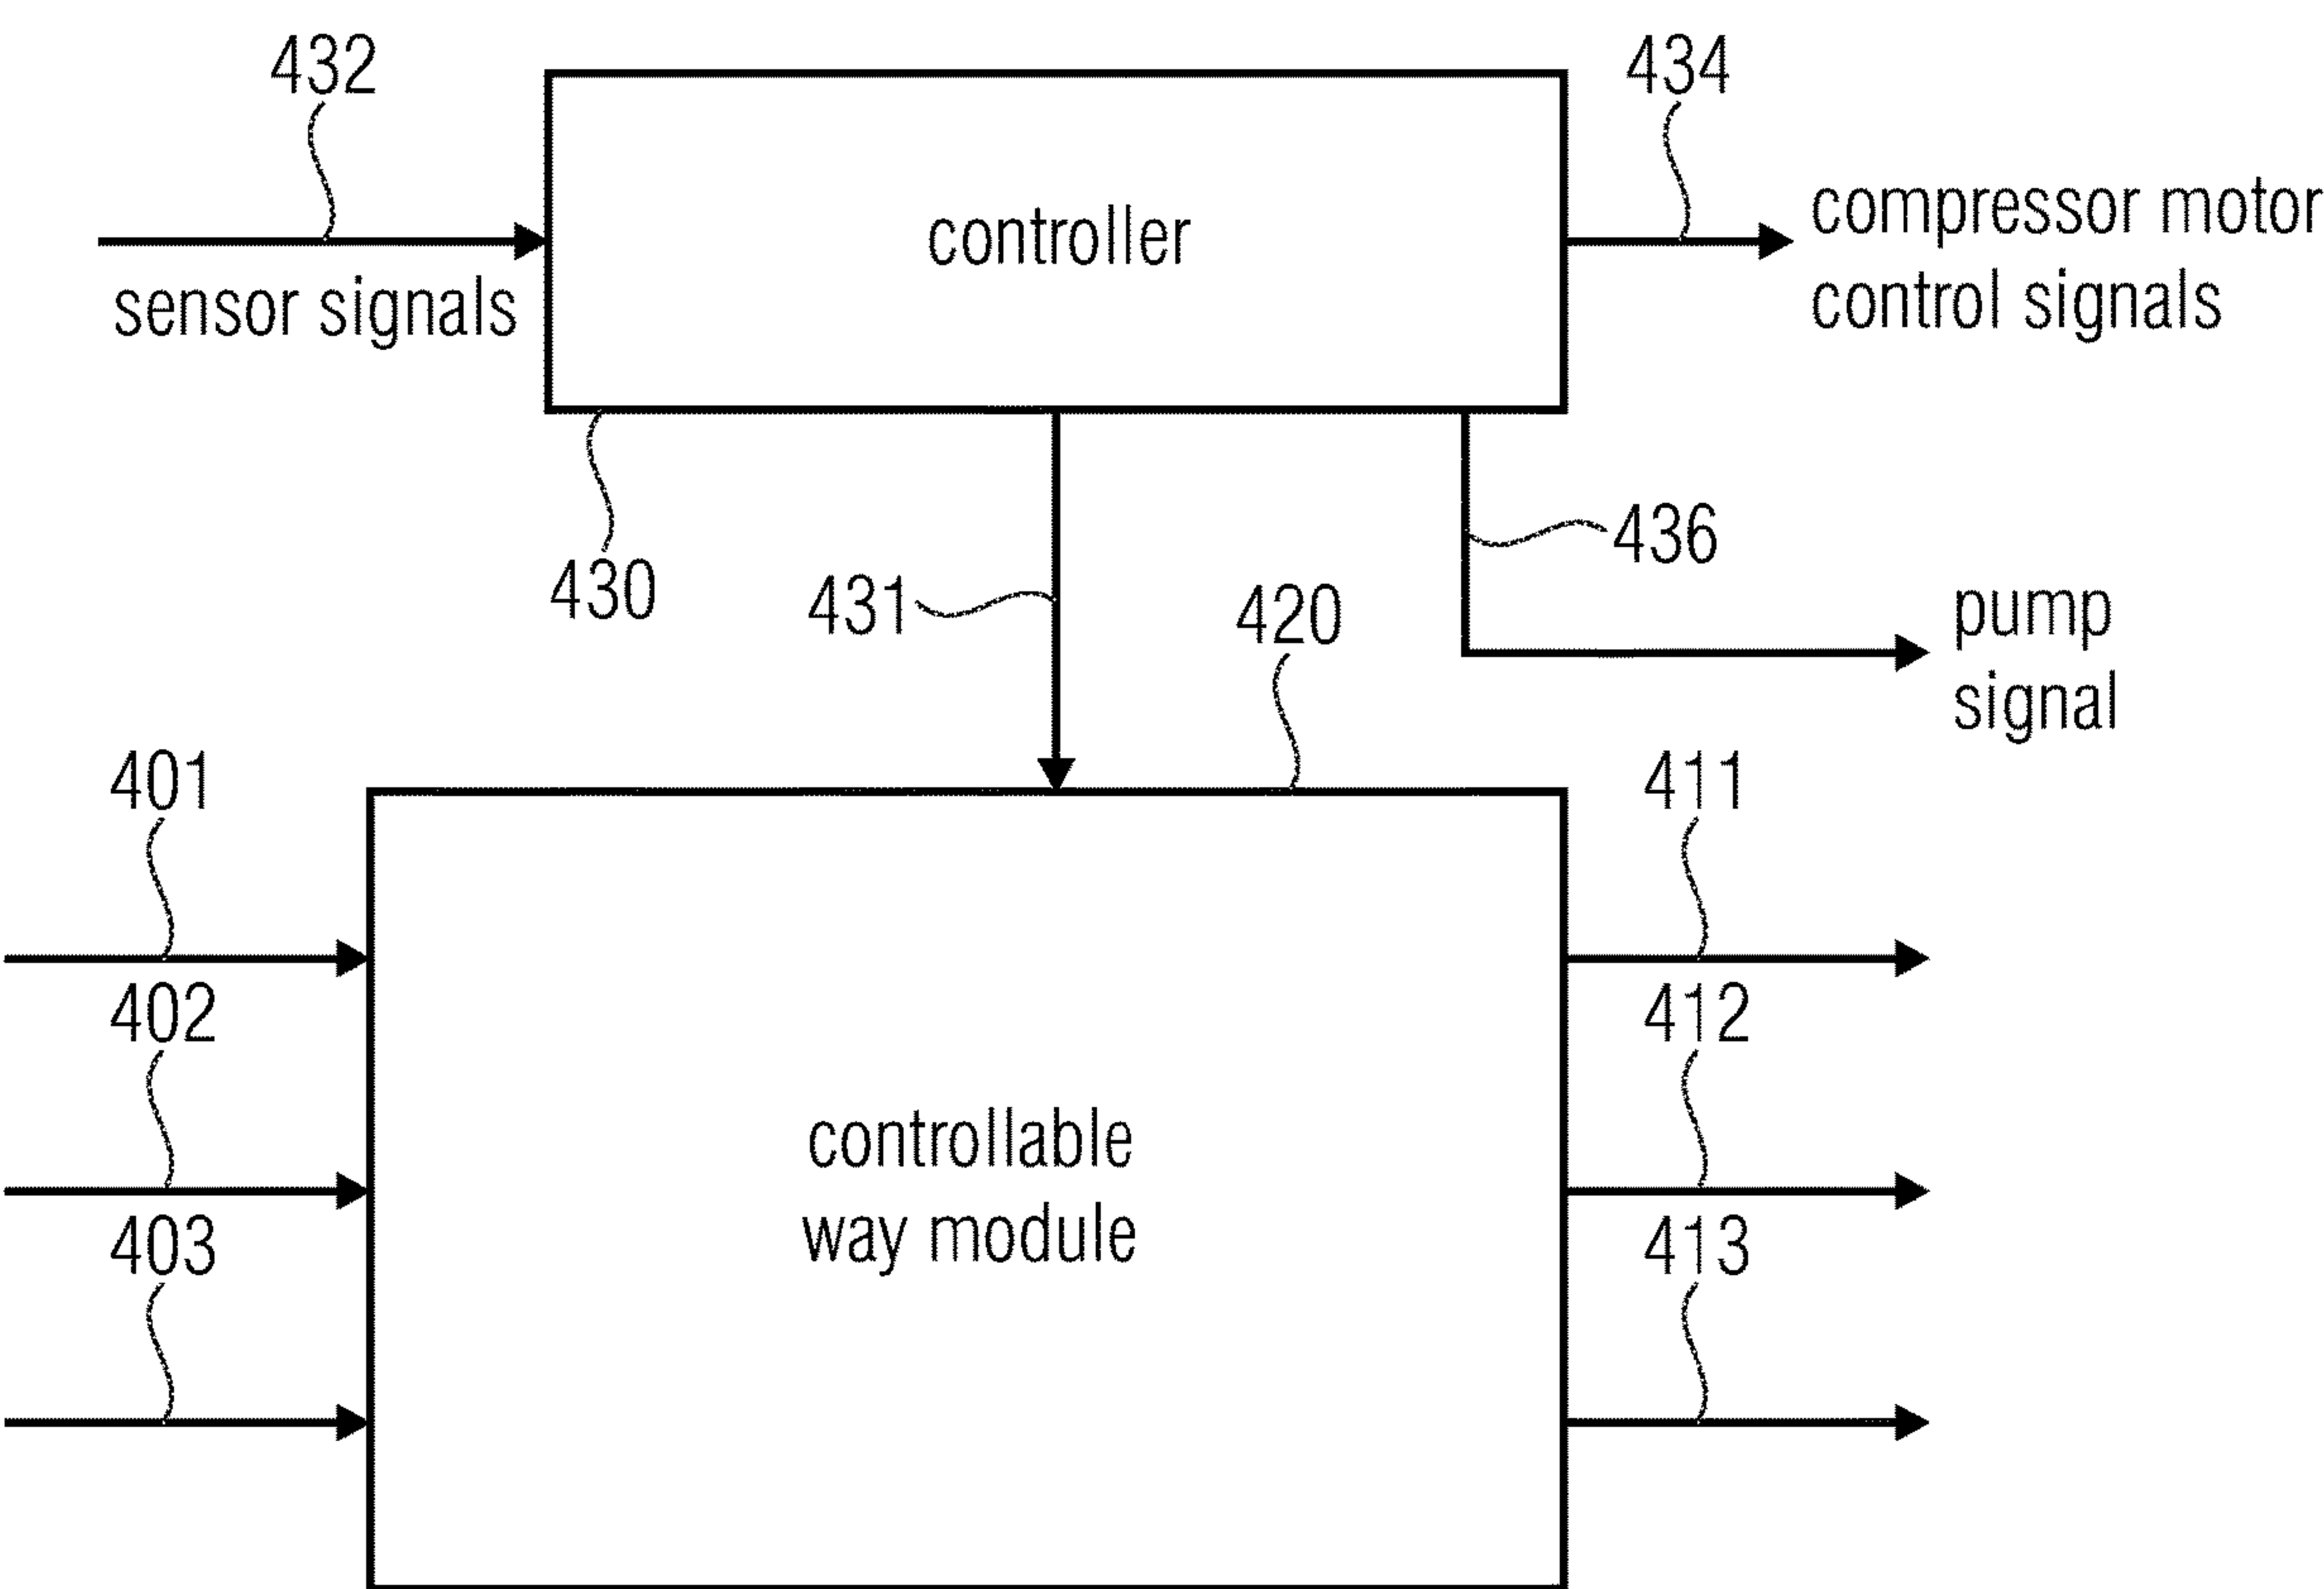 432
434
controller
compressor motor
control signals
sensor signals
436
430
431
420
pump
signal
401
411
402
412
controllable
way module
403
413